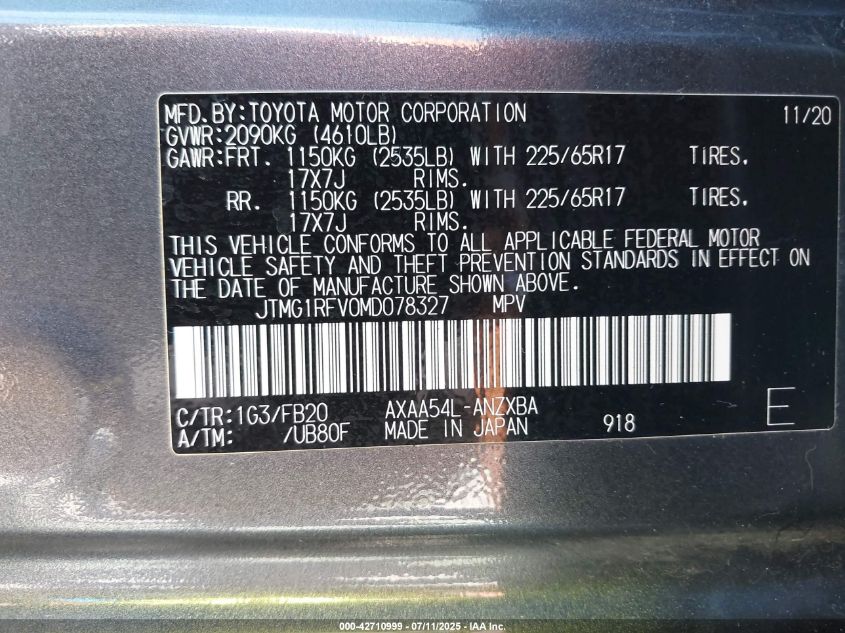 MFD.BY:TOYOTA MOTOR CORPORATION 11/20
GVWR:2090KG (4610LB)
GAWR:FRT. 1150KG (2535LB) WITH 225/65R17 TIRES,
17X7J RIMS.
RR. 1150KG (2535LB) WITH 225/65R17 TIRES,
17X7J RIMS.
THIS VEHICLE CONFORMS TO ALL APPLICABLE FEDERAL MOTOR
VEHICLE SAFETY AND THEFT PREVENTION STANDARDS IN EFFECT ON
THE DATE OF MANUFACTURE SHOWN ABOVE.
JTMG1RFV0MD078327 MPV
C/TR:1G3/FB20 AXAA54L-ANZXBA
A/TM: /UB80F MADE IN JAPAN 918 E
000-42710999 - 07/11/2025 - IAA Inc.